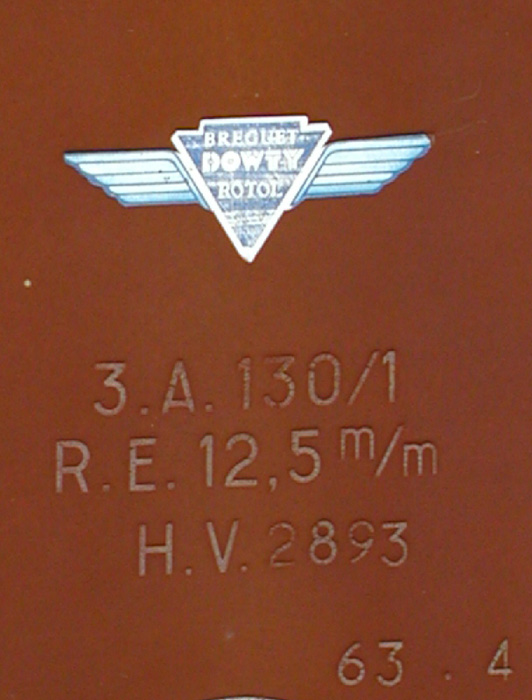 BREGUET
DOWTY
ROTOL
3.A.130/1
R.E.12,5 m/m
H.V.2893
63.4